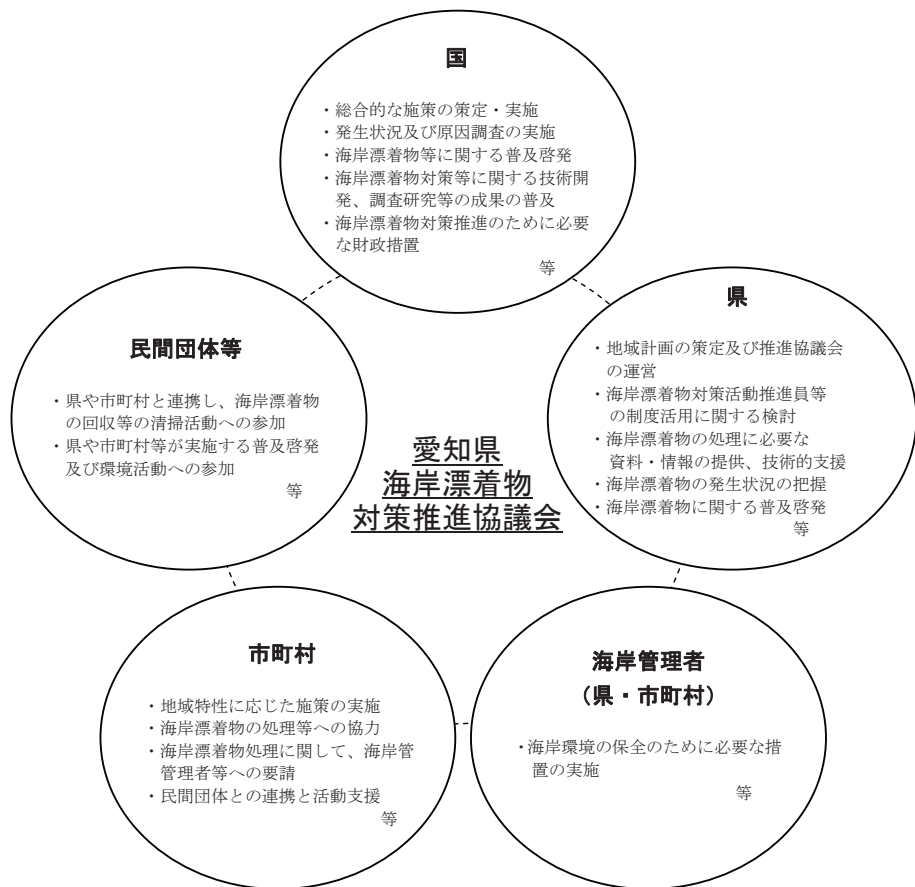 国
・総合的な施策の策定・実施
・発生状況及び原因調査の実施
・海岸漂着物等に関する普及啓発
・海岸漂着物対策等に関する技術開
発、調査研究等の成果の普及
・海岸漂着物対策推進のために必要
な財政措置
等
県
・地域計画の策定及び推進協議会
の運営
・海岸漂着物対策活動推進員等
の制度活用に関する検討
・海岸漂着物の処理に必要な
資料・情報の提供、技術的支援
・海岸漂着物の発生状況の把握
・海岸漂着物に関する普及啓発
等
民間団体等
・県や市町村と連携し、海岸漂着物
の回収等の清掃活動への参加
・県や市町村等が実施する普及啓発
及び環境活動への参加
等
愛知県
海岸漂着物
対策推進協議会
市町村
・地域特性に応じた施策の実施
・海岸漂着物の処理等への協力
・海岸漂着物処理に関して、海岸管
管理者等への要請
・民間団体との連携と活動支援
等
海岸管理者
（県・市町村）
・海岸環境の保全のために必要な措
置の実施
等